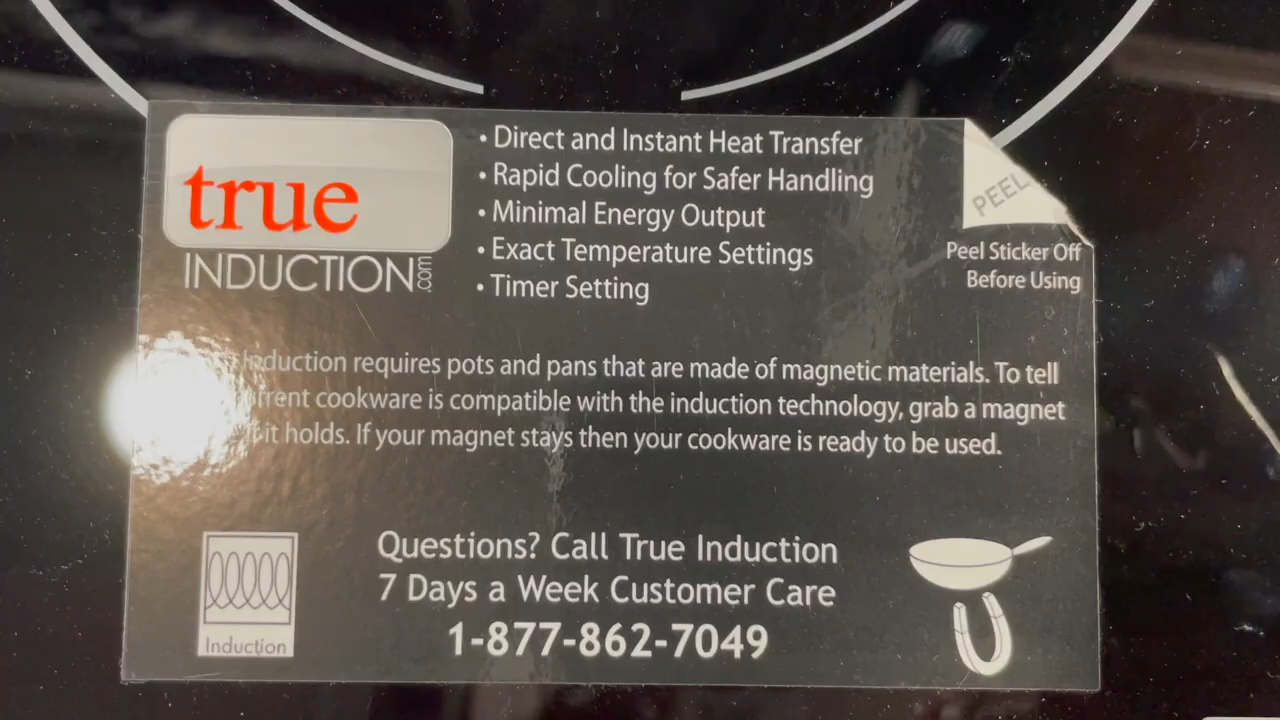 true
INDUCTION.com
• Direct and Instant Heat Transfer
• Rapid Cooling for Safer Handling
• Minimal Energy Output
• Exact Temperature Settings
• Timer Setting
PEEL
Peel Sticker Off
Before Using
Induction requires pots and pans that are made of magnetic materials. To tell
cookware is compatible with the induction technology, grab a magnet
it holds. If your magnet stays then your cookware is ready to be used.
Questions? Call True Induction
7 Days a Week Customer Care
1-877-862-7049
Induction